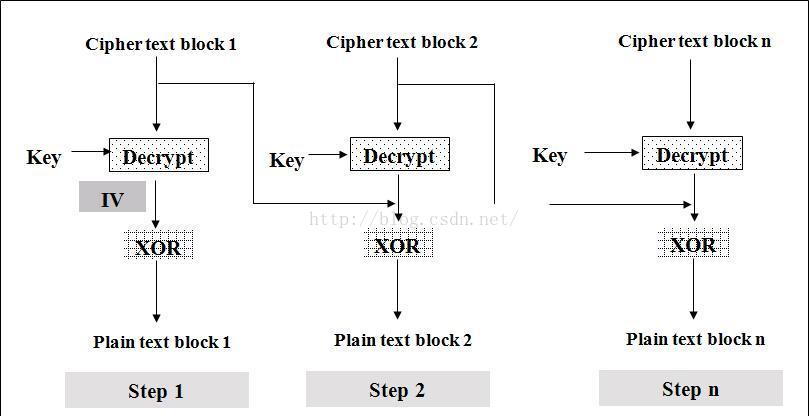 Cipher text block 1
Cipher text block 2
Cipher text block n
Key
Decrypt
Key
Decrypt
Key
Decrypt
IV
http://blog.csdn.net/
XOR
XOR
XOR
Plain text block 1
Plain text block 2
Plain text block n
Step 1
Step 2
Step n